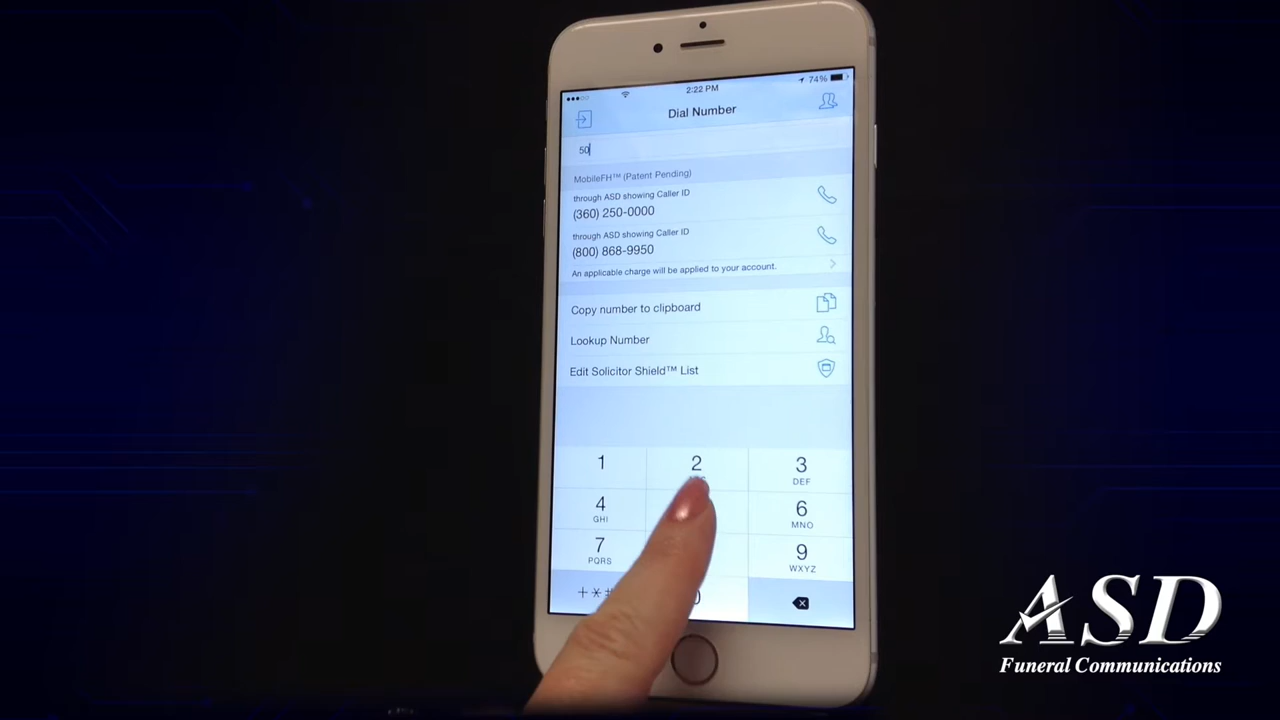 74%
2:22 PM
Dial Number
50
MobileFH™ (Patent Pending)
through ASD showing Caller ID
(360) 250-0000
through ASD showing Caller ID
(800) 868-9950
An applicable charge will be applied to your account.
Copy number to clipboard
Lookup Number
Edit Solicitor Shield™ List
1
2
3
DEF
4
GHI
6
MNO
7
PQRS
9
WXYZ
+*#
0
ASD
Funeral Communications